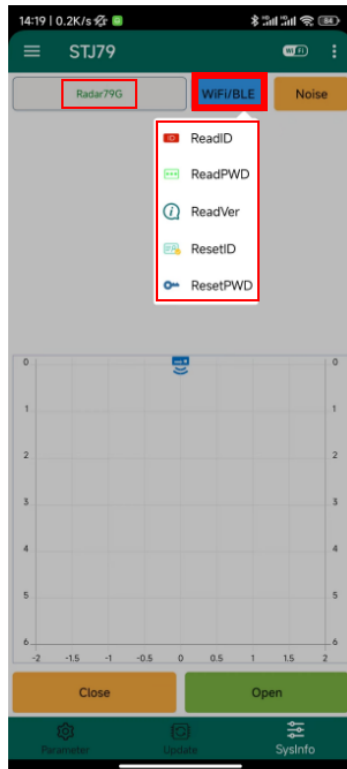 14:19 | 0.2K/s
84
STJ79
WiFi
Radar79G
WiFi/BLE
Noise
ReadID
ReadPWD
ReadVer
ResetID
ResetPWD
0 0
1 1
2 2
3 3
4 4
5 5
6 6
-2 -1.5 -1 -0.5 0 0.5 1 1.5 2
Close Open
Parameter Update SysInfo